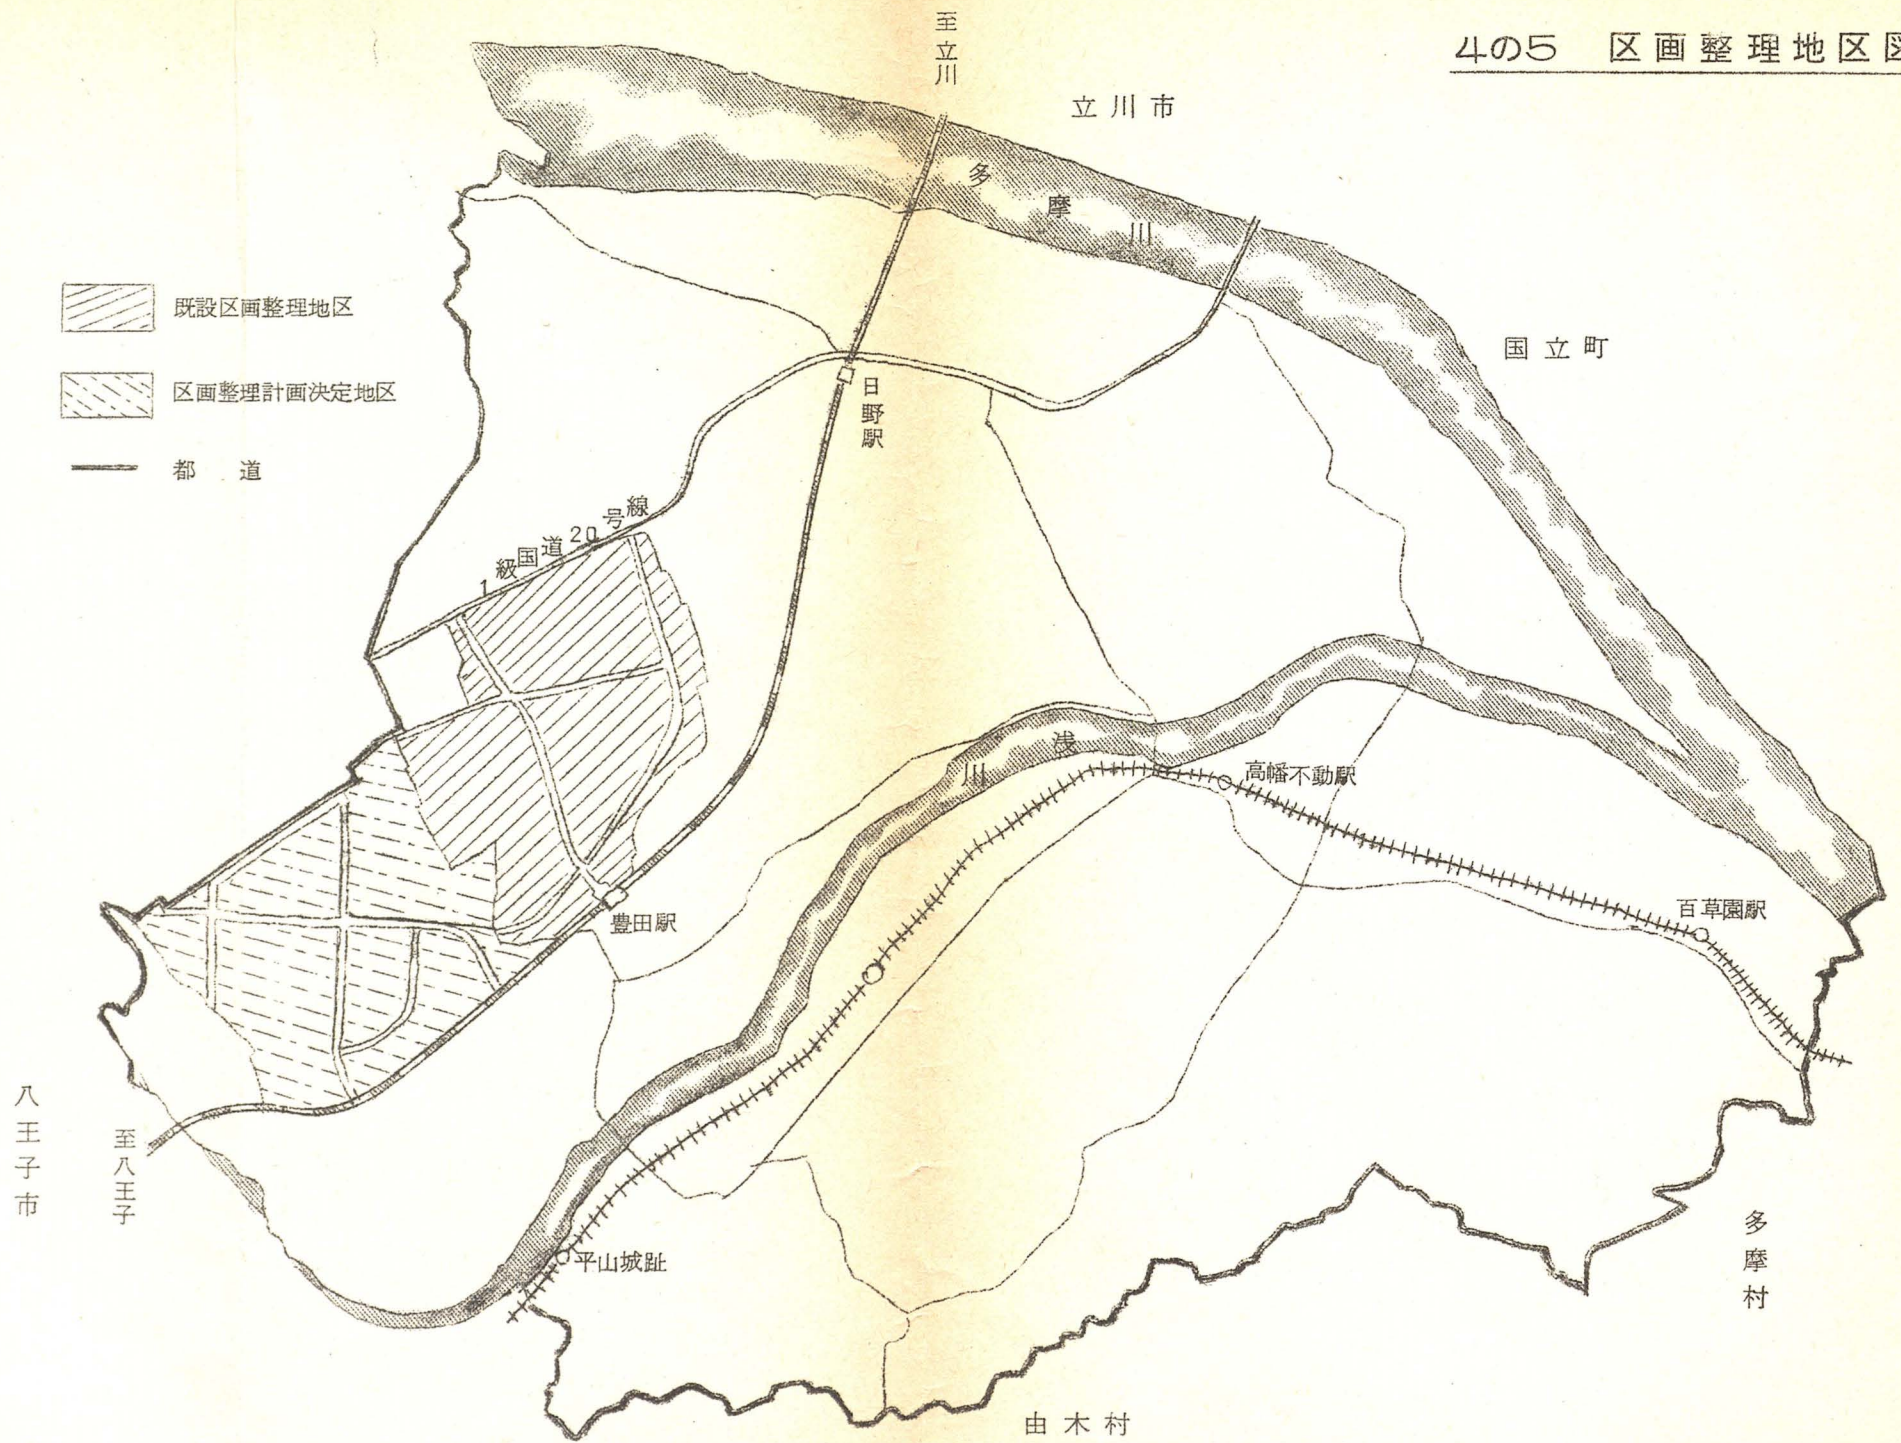 4の5 区画整理地区図
至立川
立川市
多摩川
国立町
既設区画整理地区
区画整理計画決定地区
都道
日野駅
1級国道20号線
浅川
高幡不動駅
百草園駅
豊田駅
八王子市
至八王子
平山城趾
多摩村
由木村